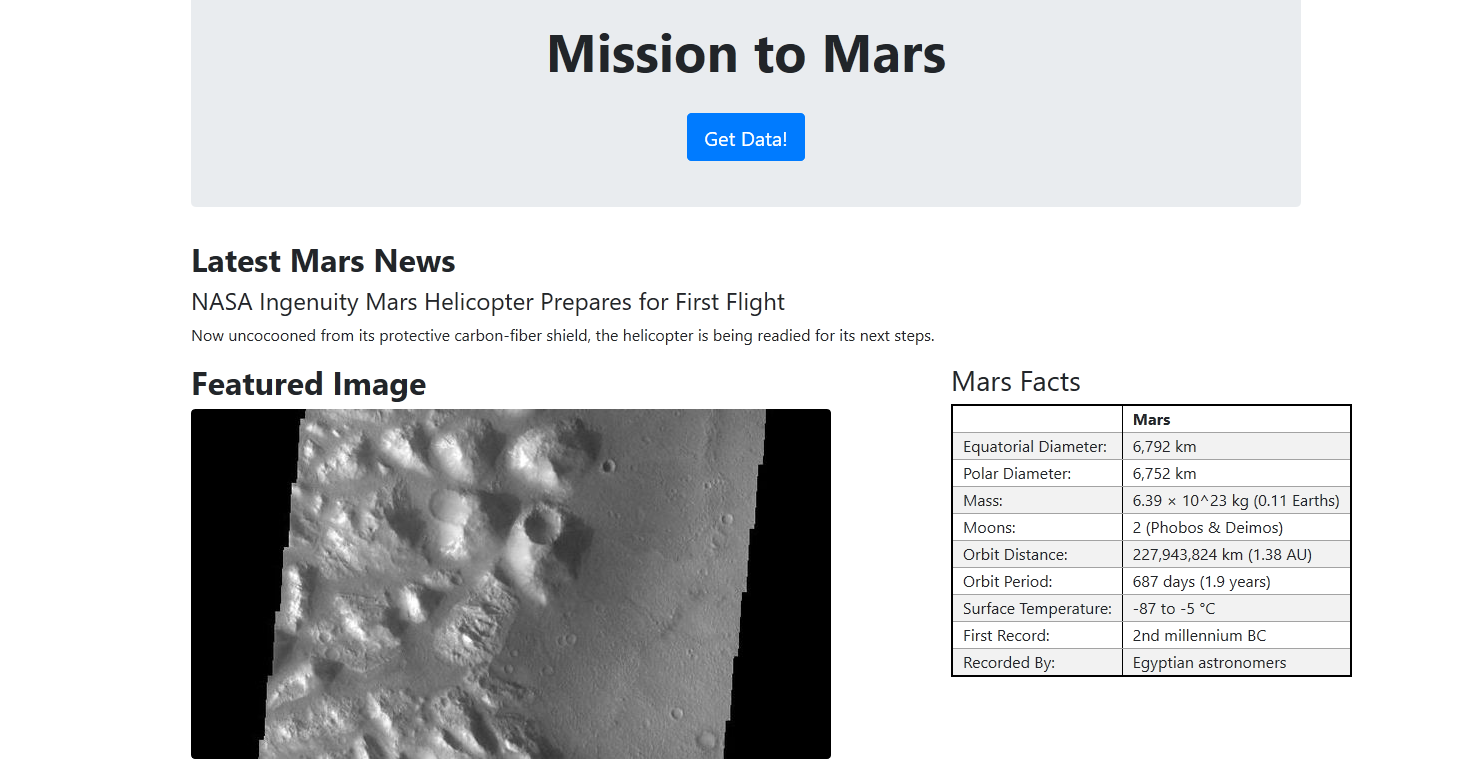 Mission to Mars
Get Data!
Latest Mars News
NASA Ingenuity Mars Helicopter Prepares for First Flight
Now uncocooned from its protective carbon-fiber shield, the helicopter is being readied for its next steps.
Featured Image
Mars Facts
Mars
Equatorial Diameter: 6,792 km
Polar Diameter: 6,752 km
Mass: 6.39 × 10^23 kg (0.11 Earths)
Moons: 2 (Phobos & Deimos)
Orbit Distance: 227,943,824 km (1.38 AU)
Orbit Period: 687 days (1.9 years)
Surface Temperature: -87 to -5 °C
First Record: 2nd millennium BC
Recorded By: Egyptian astronomers